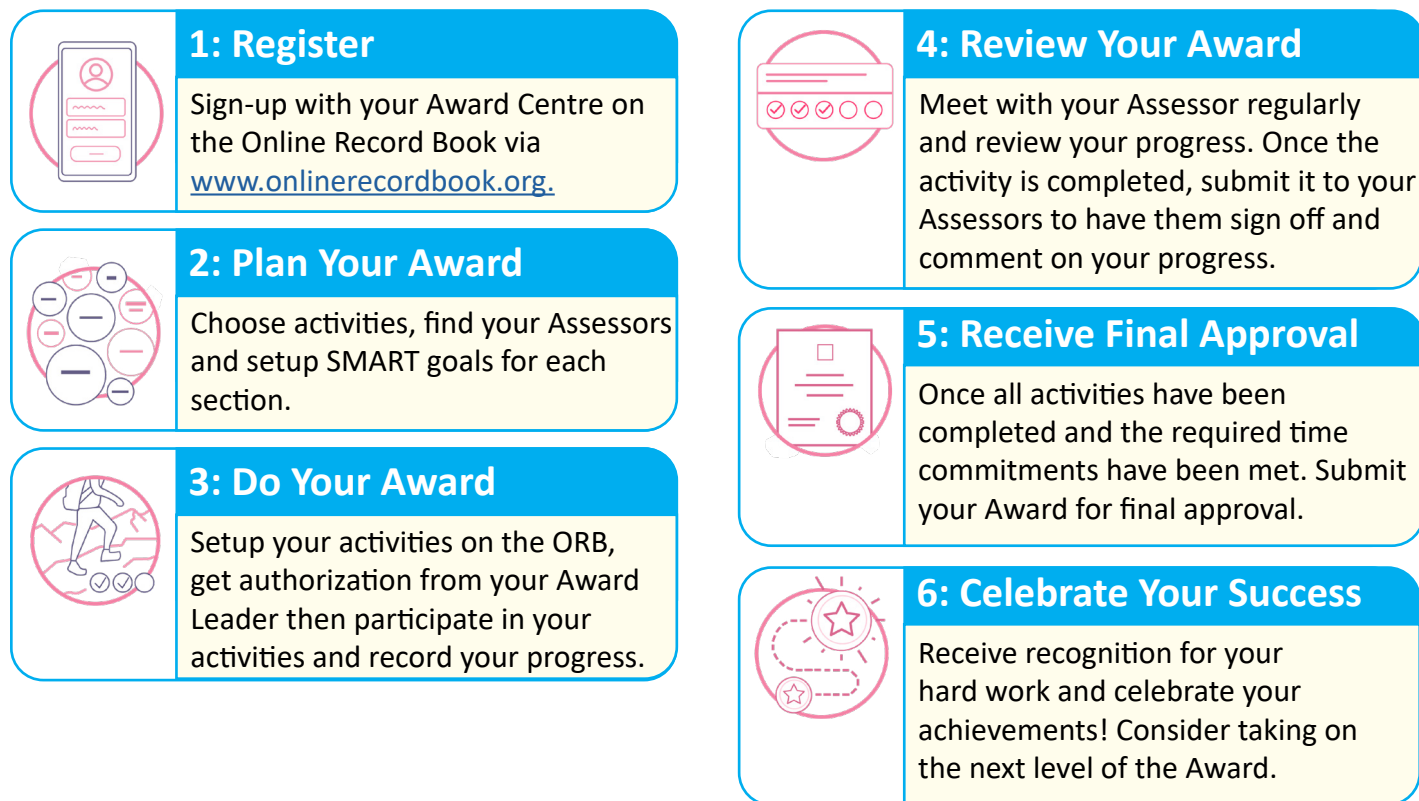 1: Register
Sign-up with your Award Centre on
the Online Record Book via
www.onlinerecordbook.org.
2: Plan Your Award
Choose activities, find your Assessors
and setup SMART goals for each
section.
3: Do Your Award
Setup your activities on the ORB,
get authorization from your Award
Leader then participate in your
activities and record your progress.
4: Review Your Award
Meet with your Assessor regularly
and review your progress. Once the
activity is completed, submit it to your
Assessors to have them sign off and
comment on your progress.
5: Receive Final Approval
Once all activities have been
completed and the required time
commitments have been met. Submit
your Award for final approval.
6: Celebrate Your Success
Receive recognition for your
hard work and celebrate your
achievements! Consider taking on
the next level of the Award.